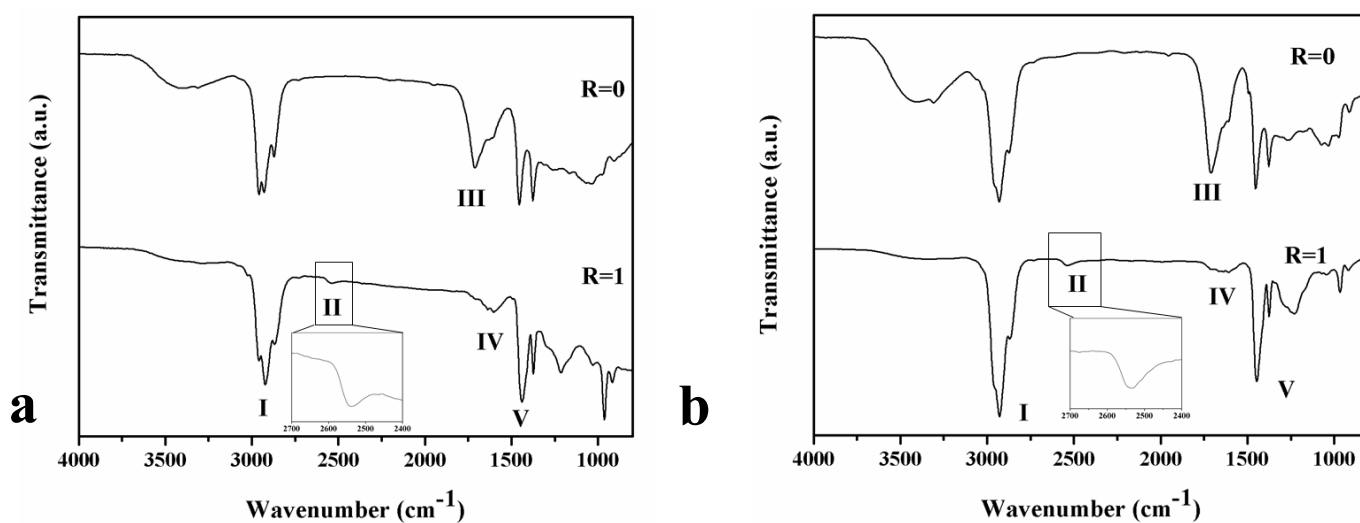 R=0
III
R=1
II
IV
I
V
2700 2600 2500 2400
4000 3500 3000 2500 2000 1500 1000
Wavenumber (cm-1)
Transmittance (a.u.)
a
R=0
III
R=1
II
IV
I
V
2700 2600 2500 2400
4000 3500 3000 2500 2000 1500 1000
Wavenumber (cm-1)
Transmittance (a.u.)
b